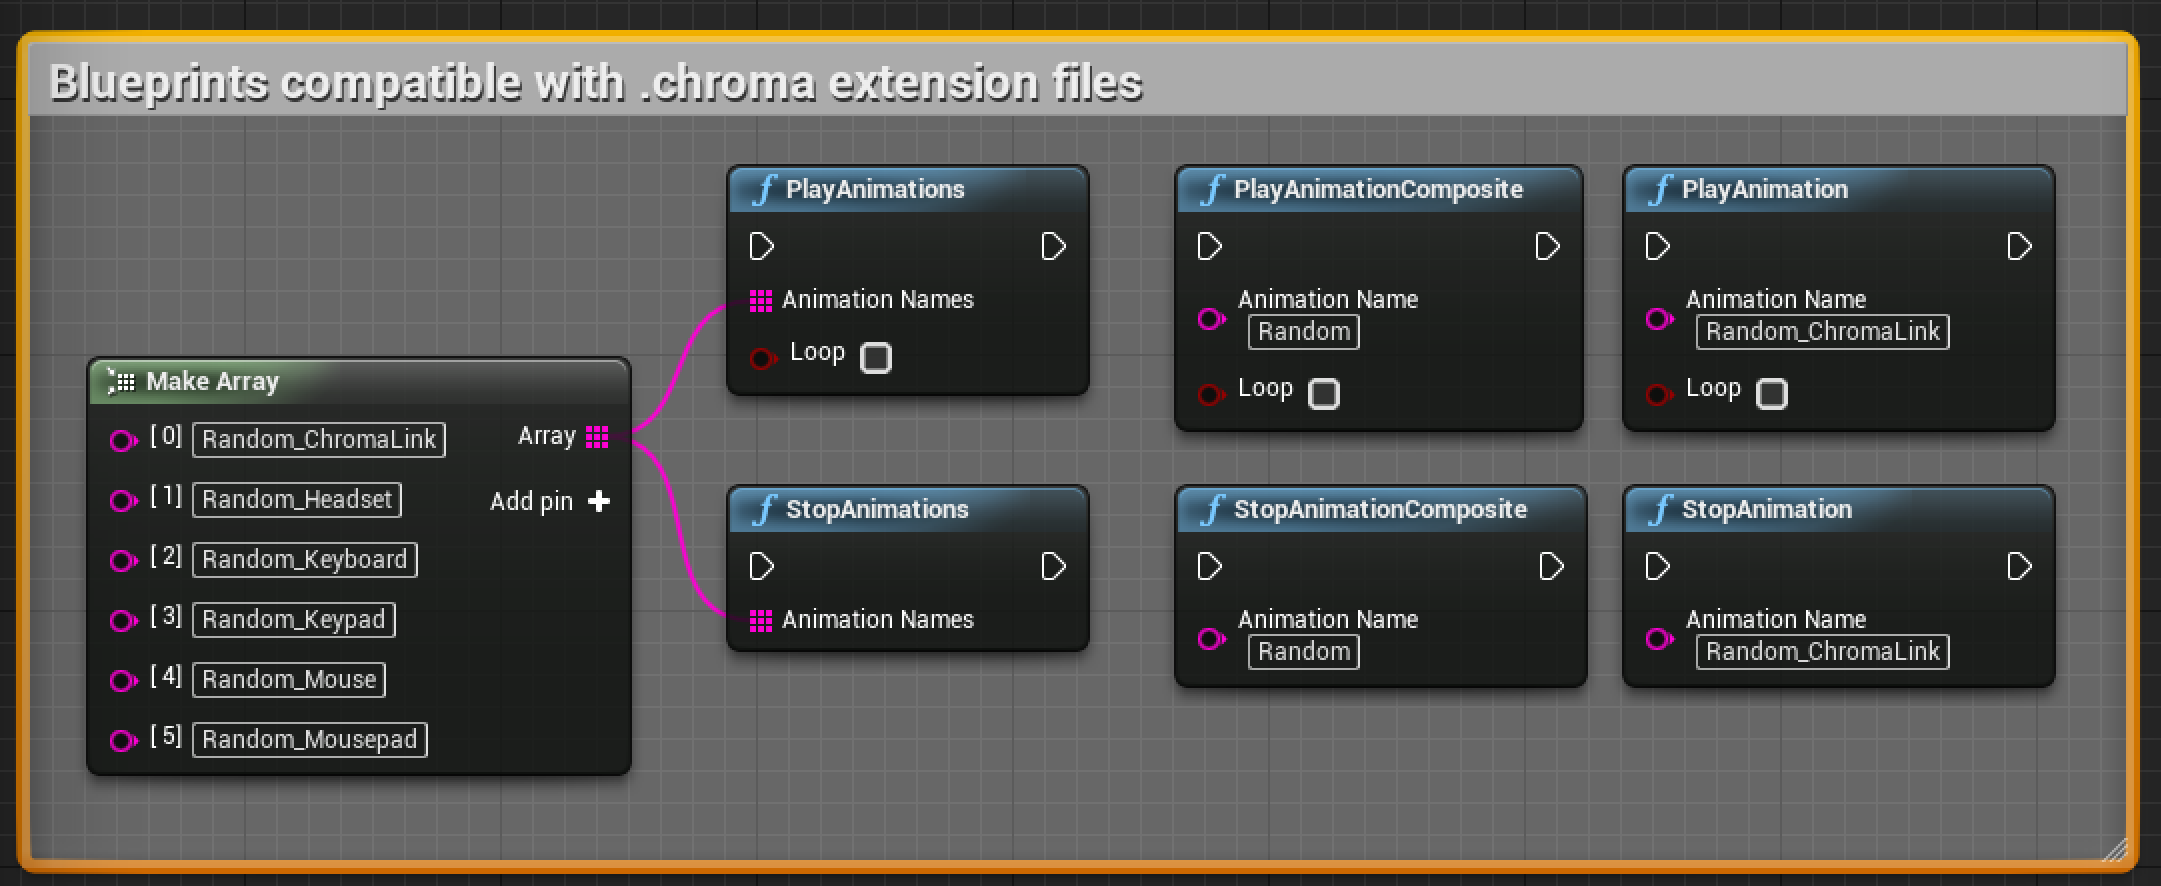 Blueprints compatible with .chroma extension files
Make Array
[ 0] Random_ChromaLink
Array
[ 1] Random_Headset
Add pin
[ 2] Random_Keyboard
[ 3] Random_Keypad
[ 4] Random_Mouse
[ 5] Random_Mousepad
f PlayAnimations
Animation Names
Loop
f StopAnimations
Animation Names
f PlayAnimationComposite
Animation Name
Random
Loop
f StopAnimationComposite
Animation Name
Random
f PlayAnimation
Animation Name
Random_ChromaLink
Loop
f StopAnimation
Animation Name
Random_ChromaLink